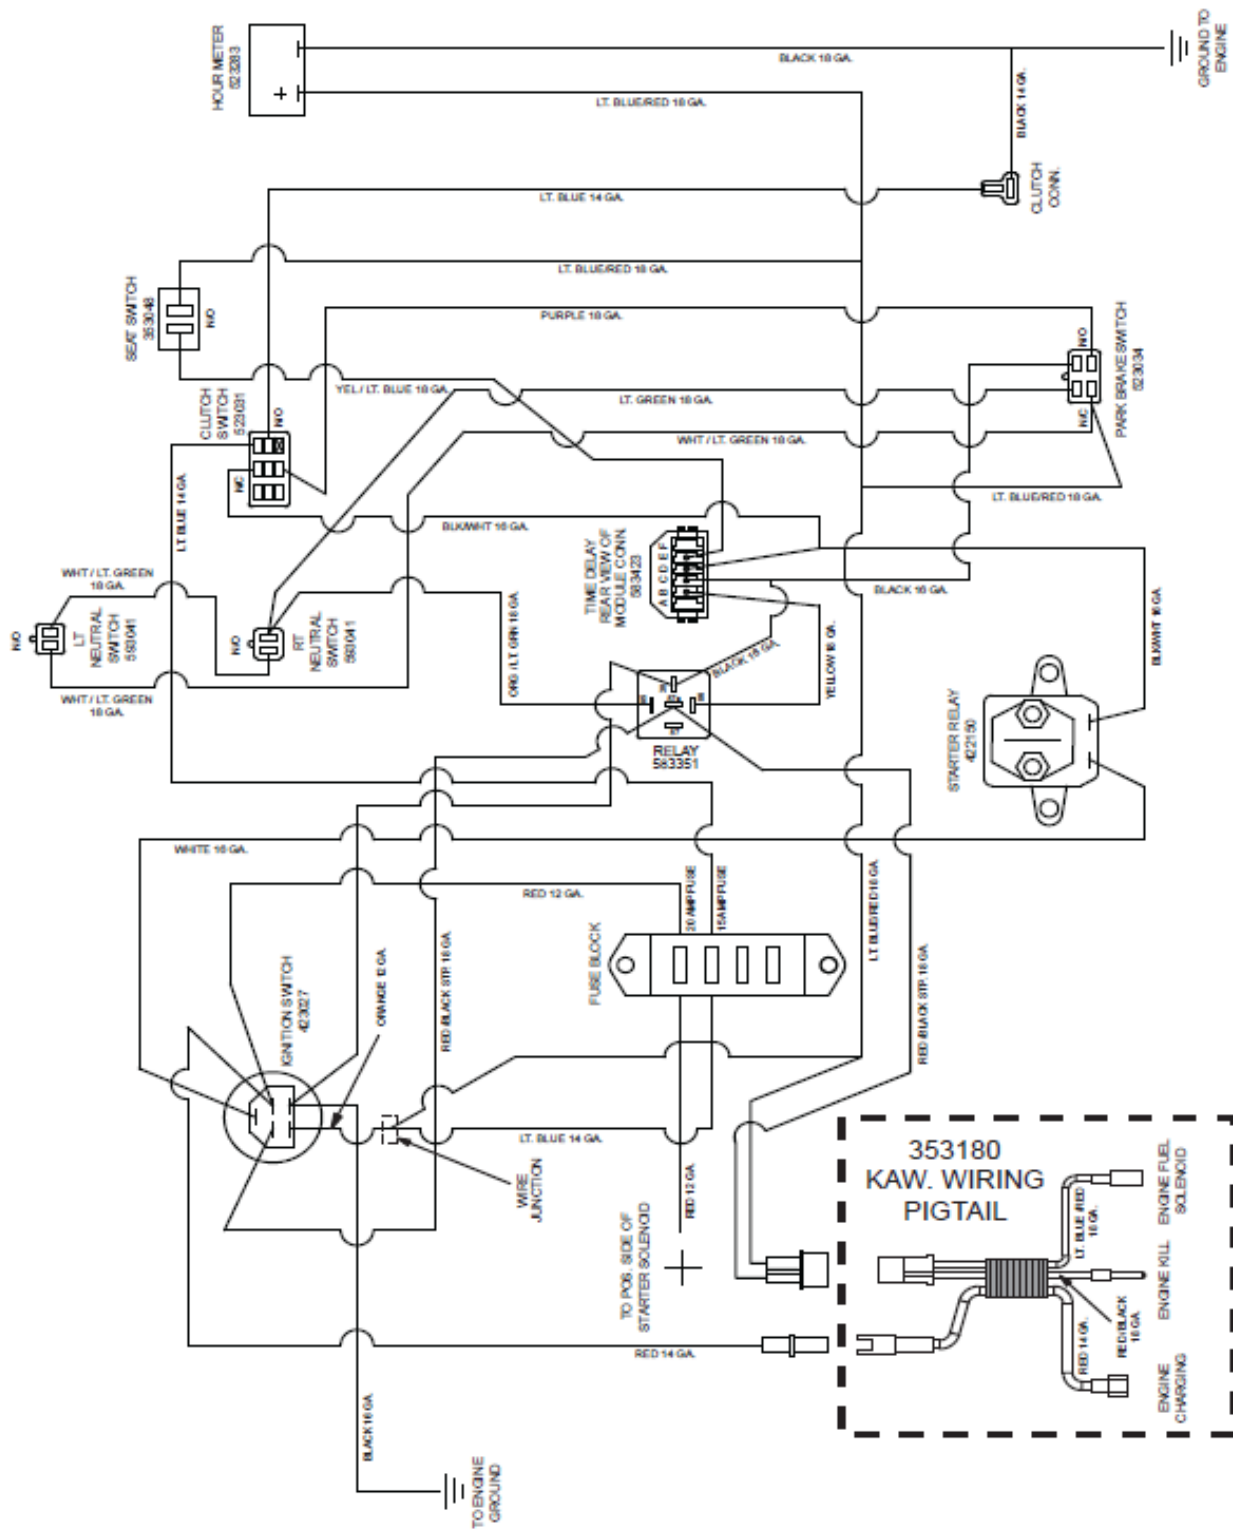 HOUR METER
523283
+
BLACK 18 GA.
GROUND TO
ENGINE
LT. BLUE/RED 18 GA.
BLACK 14 GA.
CLUTCH
CONN.
LT. BLUE 14 GA.
SEAT SWITCH
353048
N/O
LT. BLUE/RED 18 GA.
PURPLE 18 GA.
N/O
PARK BRAKE SWITCH
523034
N/C
YEL / LT. BLUE 18 GA.
LT. GREEN 18 GA.
WHT / LT. GREEN 18 GA.
CLUTCH
SWITCH
523031
N/O
N/C
LT BLUE 14 GA.
LT. BLUE/RED 18 GA.
BLK/WHT 16 GA.
TIME DELAY
REAR VIEW OF
MODULE CONN.
583423
A B C D E F
BLACK 16 GA.
WHT / LT. GREEN
18 GA.
N/O
LT
NEUTRAL
SWITCH
593041
N/O
RT
NEUTRAL
SWITCH
593041
WHT / LT. GREEN
18 GA.
ORG / LT. GRN 18 GA.
BLACK 18 GA.
YELLOW 18 GA.
BLK/WHT 16 GA.
87
RELAY
583351
STARTER RELAY
422150
WHITE 16 GA.
RED 12 GA.
20 AMP FUSE
15 AMP FUSE
FUSE BLOCK
LT BLUE/RED 18 GA.
RED/BLACK STP. 18 GA.
IGNITION SWITCH
423027
ORANGE 12 GA.
RED/BLACK STP. 18 GA.
LT. BLUE 14 GA.
WIRE
JUNCTION
RED 12 GA.
TO POS. SIDE OF
STARTER SOLENOID
RED 14 GA.
BLACK 16 GA.
TO ENGINE
GROUND
353180
KAW. WIRING
PIGTAIL
LT. BLUE /RED
18 GA.
ENGINE FUEL
SOLENOID
ENGINE KILL
RED/BLACK
18 GA.
RED 14 GA.
ENGINE
CHARGING